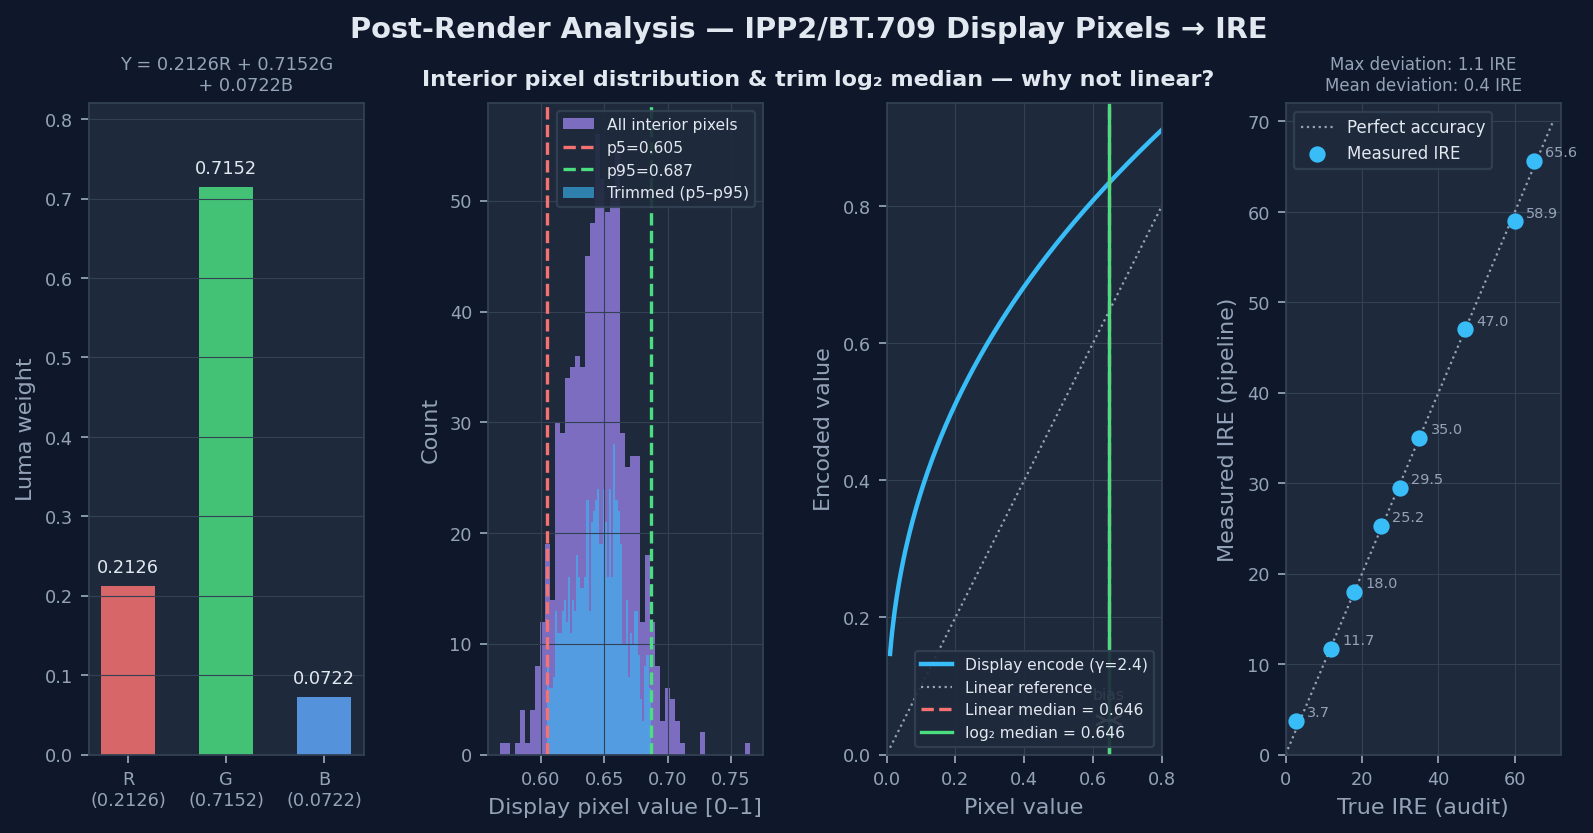 Post-Render Analysis — IPP2/BT.709 Display Pixels → IRE
Y = 0.2126R + 0.7152G
+ 0.0722B
0.8
0.7
0.6
0.5
0.4
0.3
0.2
0.1
0.0
Luma weight
0.2126
0.7152
0.0722
R
(0.2126)
G
(0.7152)
B
(0.0722)
Interior pixel distribution & trim
All interior pixels
p5=0.605
p95=0.687
Trimmed (p5–p95)
50
40
30
20
10
0
Count
0.60
0.65
0.70
0.75
Display pixel value [0–1]
log₂ median — why not linear?
0.8
0.6
0.4
0.2
0.0
Encoded value
bias
Display encode (γ=2.4)
Linear reference
Linear median = 0.646
log₂ median = 0.646
0.0
0.2
0.4
0.6
0.8
Pixel value
Max deviation: 1.1 IRE
Mean deviation: 0.4 IRE
Perfect accuracy
Measured IRE
70
60
50
40
30
20
10
0
Measured IRE (pipeline)
65.6
58.9
47.0
35.0
29.5
25.2
18.0
11.7
3.7
0
20
40
60
True IRE (audit)